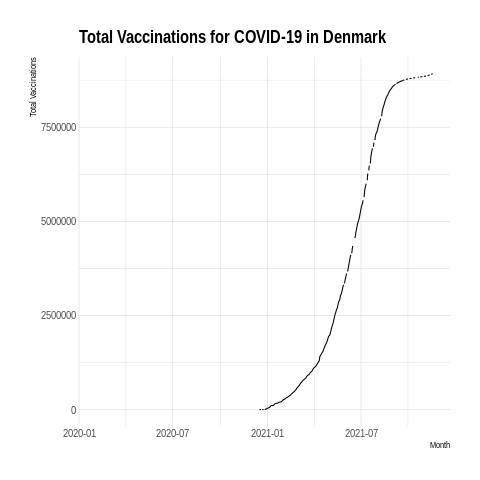 Total Vaccinations for COVID-19 in Denmark
Total Vaccinations
7500000
5000000
2500000
0
2020-01
2020-07
2021-01
2021-07
Month